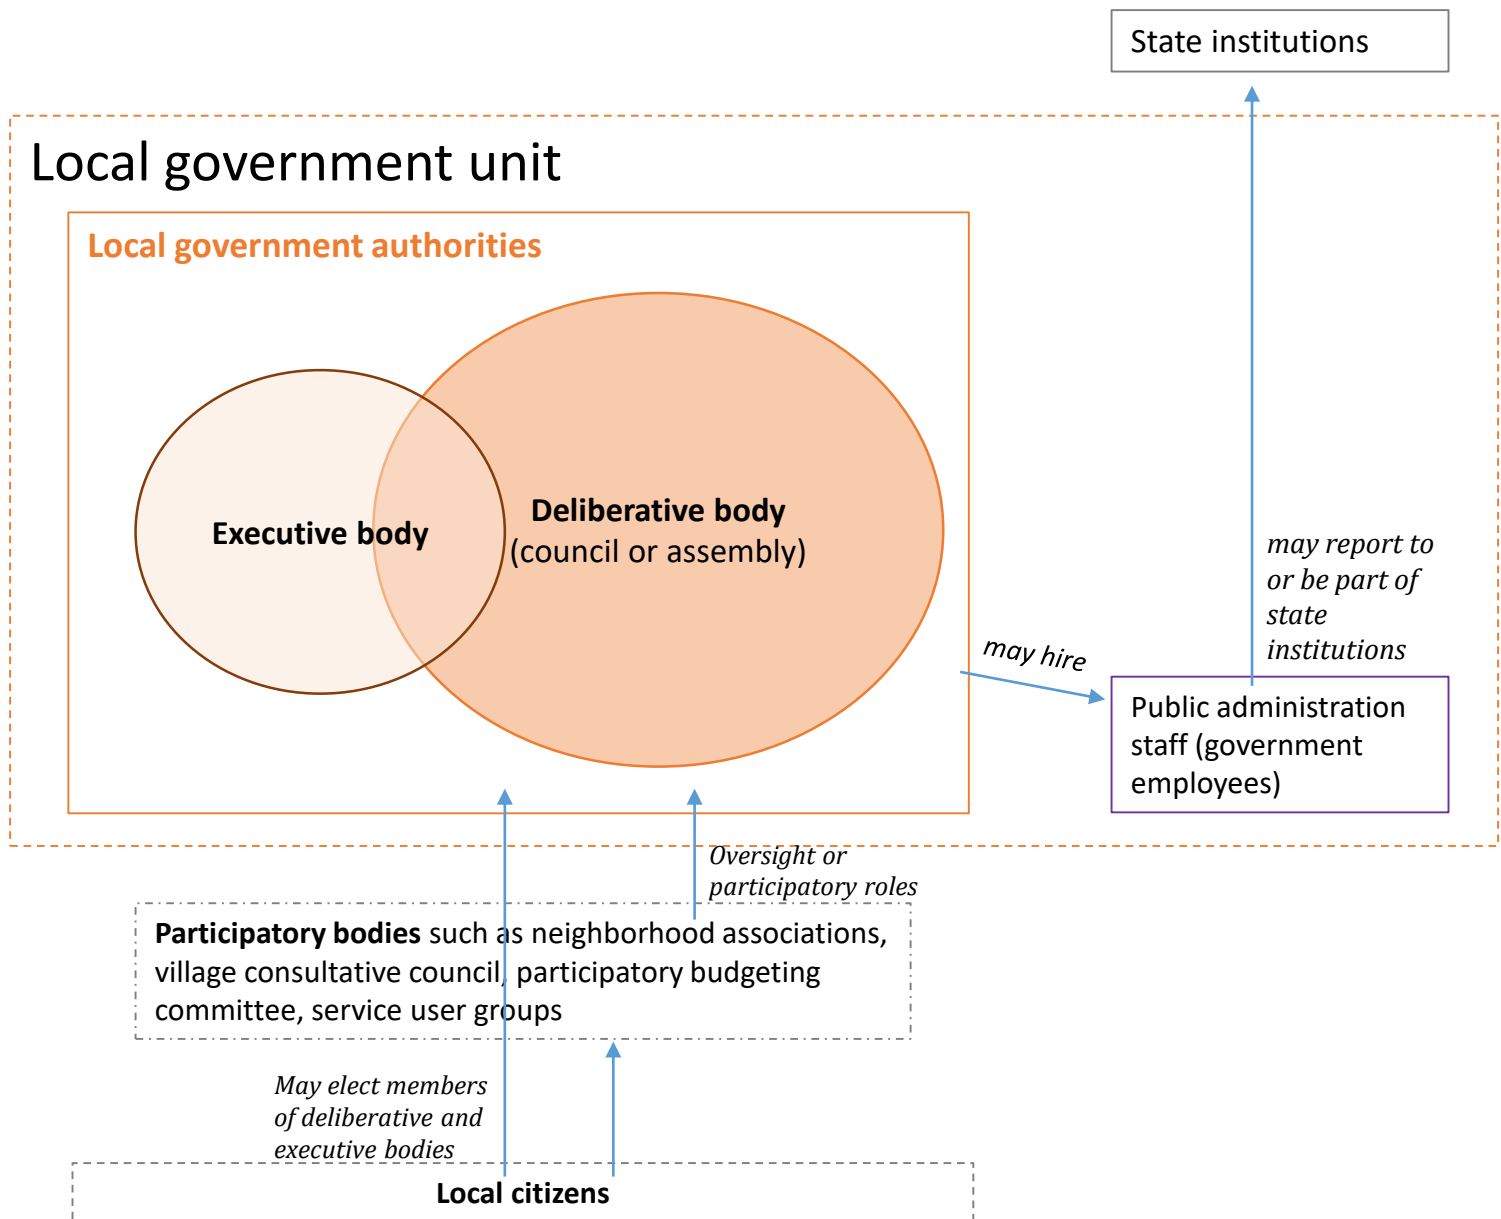 State institutions
Local government unit
Local government authorities
Executive body
Deliberative body
(council or assembly)
may report to
or be part of
state
institutions
may hire
Public administration
staff (government
employees)
Oversight or
participatory roles
Participatory bodies such as neighborhood associations,
village consultative council, participatory budgeting
committee, service user groups
May elect members
of deliberative and
executive bodies
Local citizens